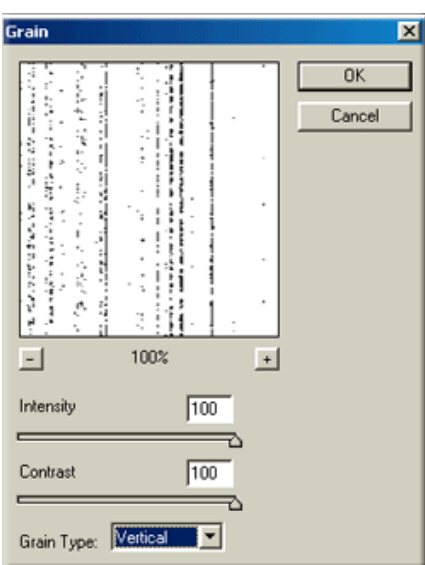 Grain
OK
Cancel
- 100% +
Intensity 100
Contrast 100
Grain Type: Vertical